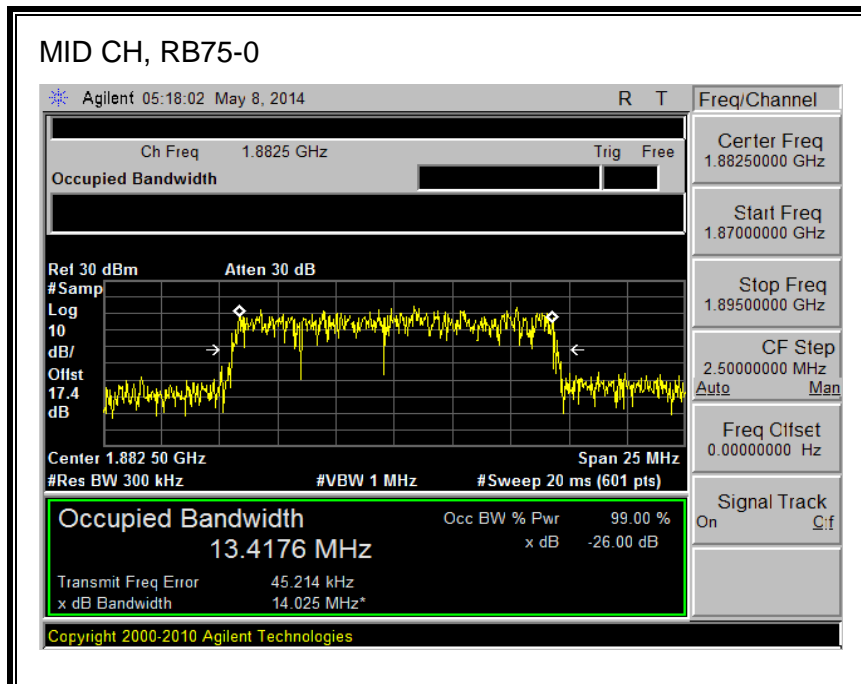 MID CH, RB75-0
Agilent 05:18:02 May 8, 2014 R T
Freq/Channel
Ch Freq 1.8825 GHz Trig Free
Occupied Bandwidth
Center Freq
1.88250000 GHz
Start Freq
1.87000000 GHz
Stop Freq
1.89500000 GHz
CF Step
2.50000000 MHz
Auto Man
Freq Offset
0.00000000 Hz
Signal Track
On Off
Ref 30 dBm Atten 30 dB
#Samp
Log
10
dB/
Offst
17.4
dB
Center 1.882 50 GHz Span 25 MHz
#Res BW 300 kHz #VBW 1 MHz #Sweep 20 ms (601 pts)
Occupied Bandwidth
13.4176 MHz
Occ BW % Pwr 99.00 %
x dB -26.00 dB
Transmit Freq Error 45.214 kHz
x dB Bandwidth 14.025 MHz*
Copyright 2000-2010 Agilent Technologies